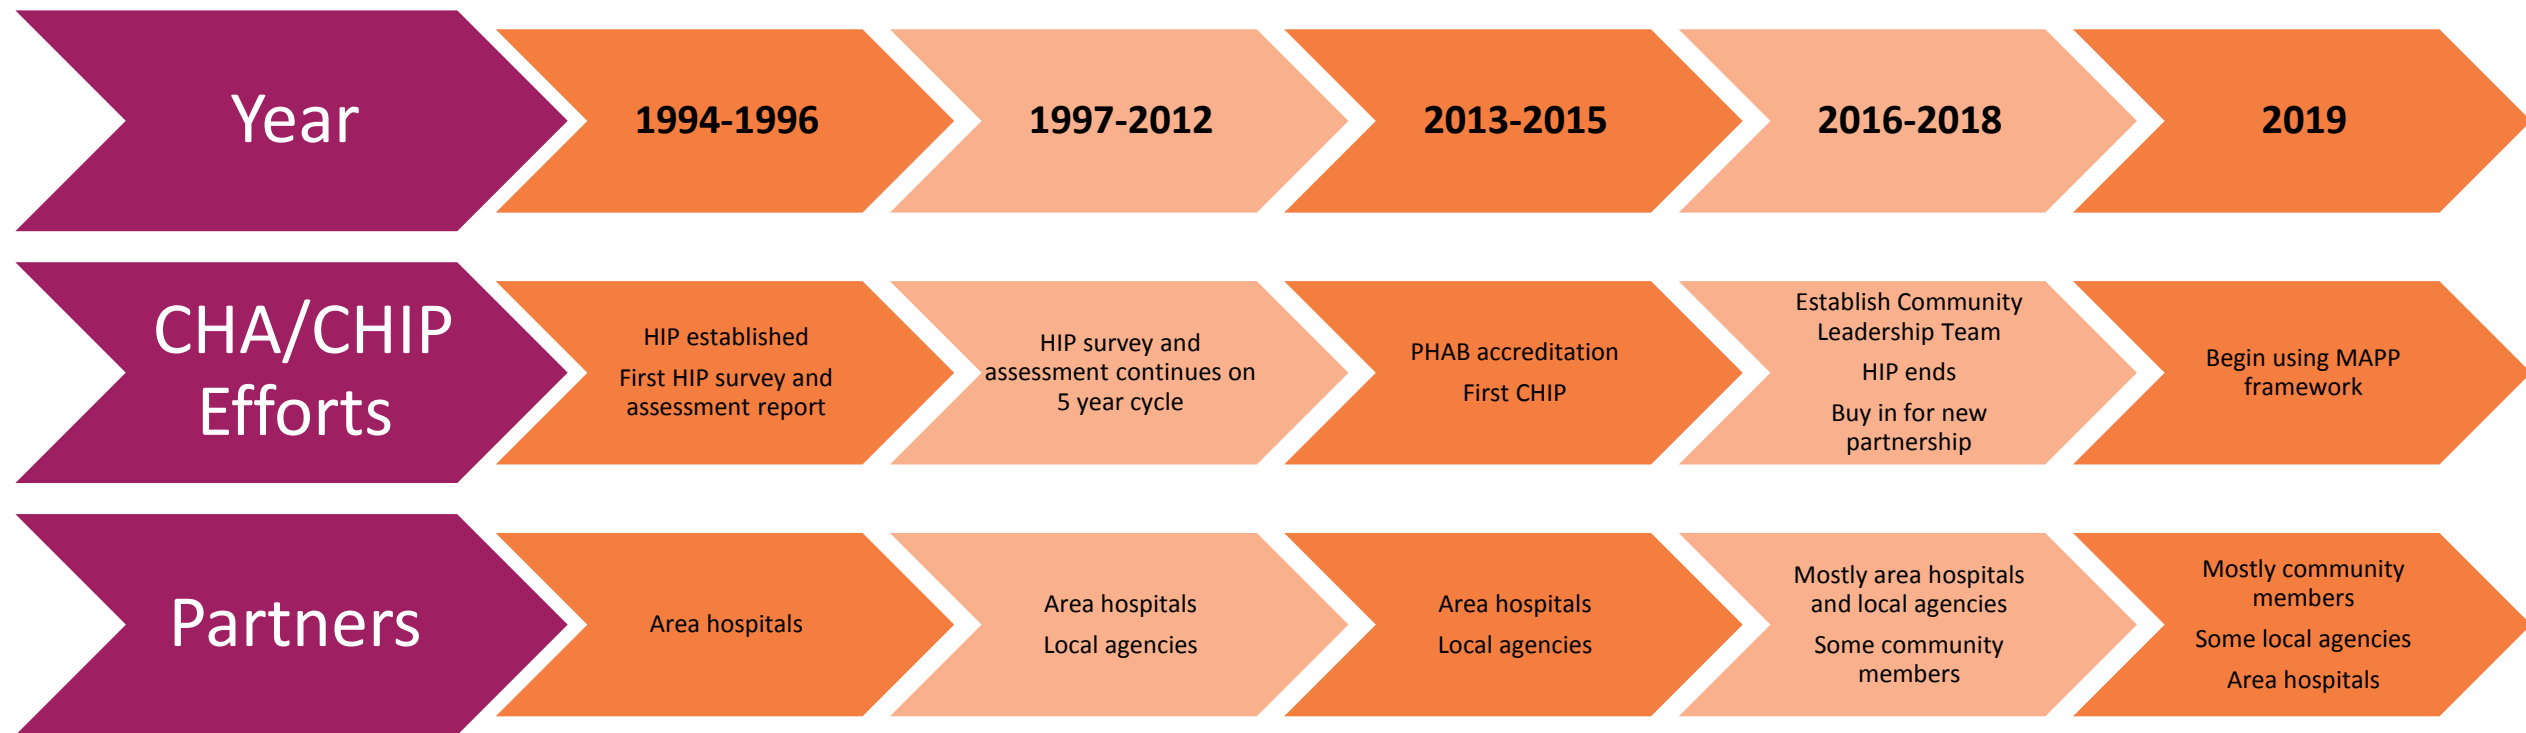 Year
1994-1996
1997-2012
2013-2015
2016-2018
2019
CHA/CHIP
Efforts
HIP established
First HIP survey and
assessment report
HIP survey and
assessment continues on
5 year cycle
PHAB accreditation
First CHIP
Establish Community
Leadership Team
HIP ends
Buy in for new
partnership
Begin using MAPP
framework
Partners
Area hospitals
Area hospitals
Local agencies
Area hospitals
Local agencies
Mostly area hospitals
and local agencies
Some community
members
Mostly community
members
Some local agencies
Area hospitals